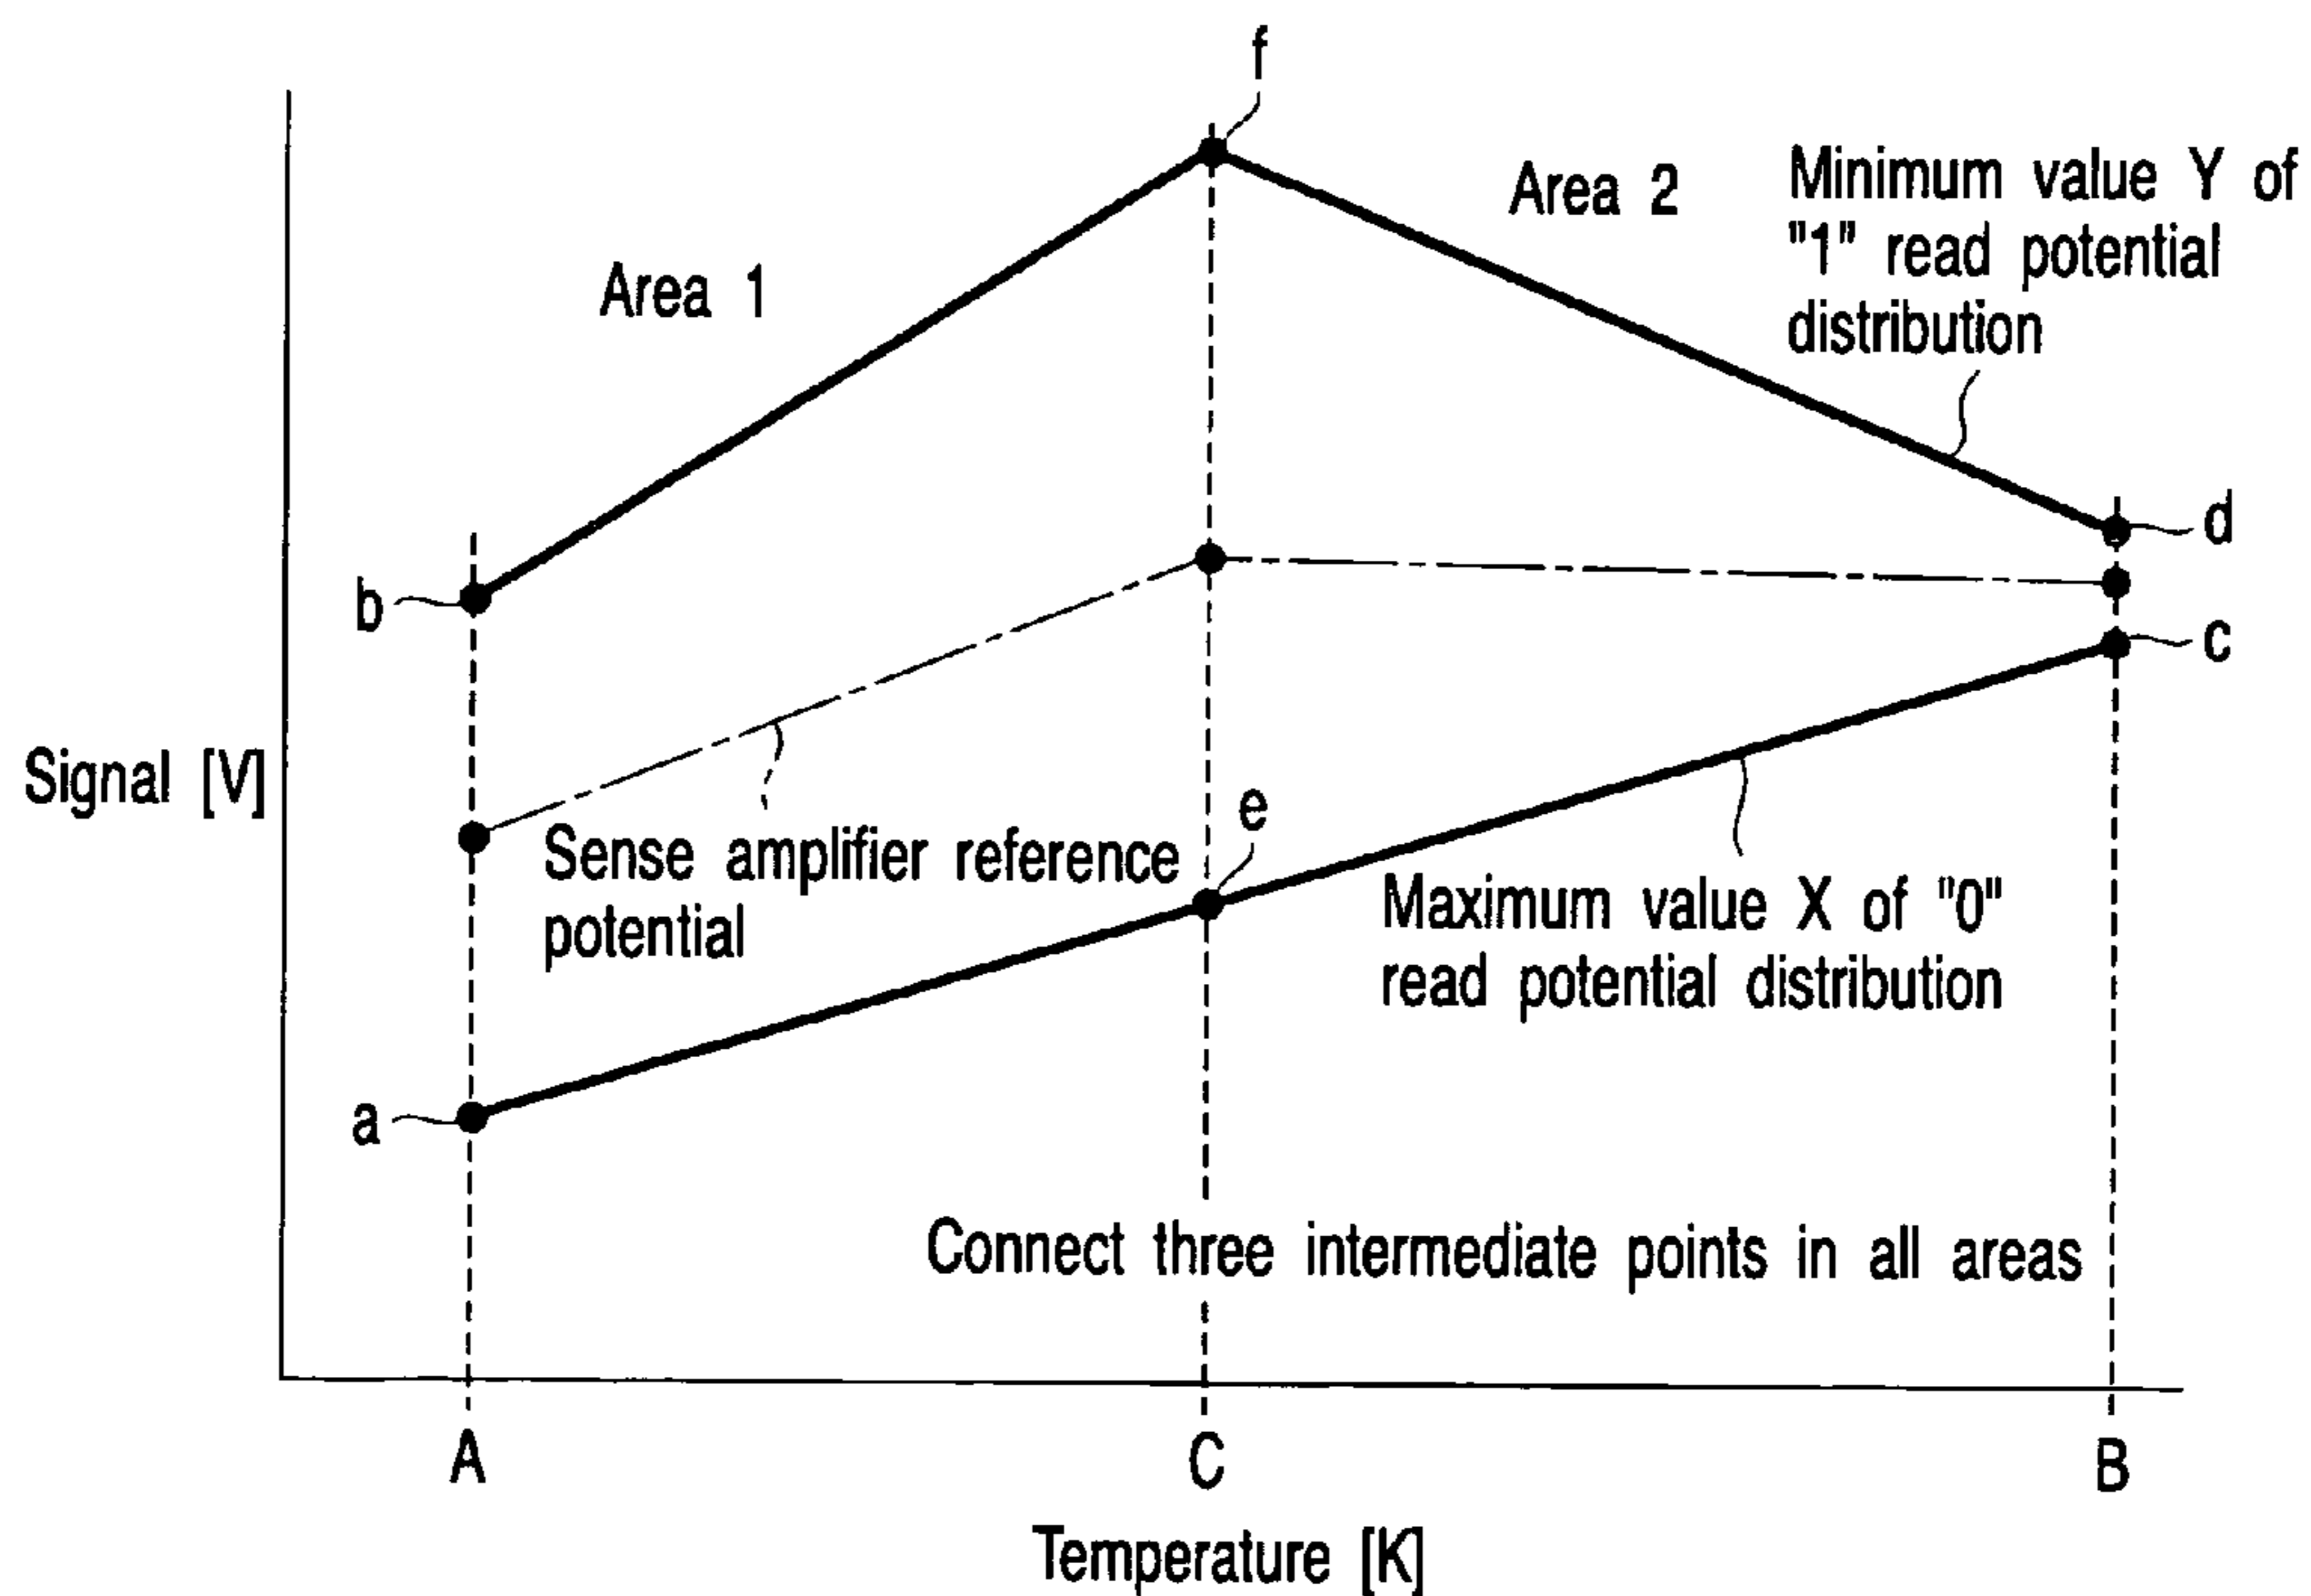 f
Area 1
Area 2
Minimum value Y of
"1" read potential
distribution
b
d
c
Signal [V]
Sense amplifier reference
potential
e
Maximum value X of "0"
read potential distribution
a
Connect three intermediate points in all areas
A
C
B
Temperature [K]